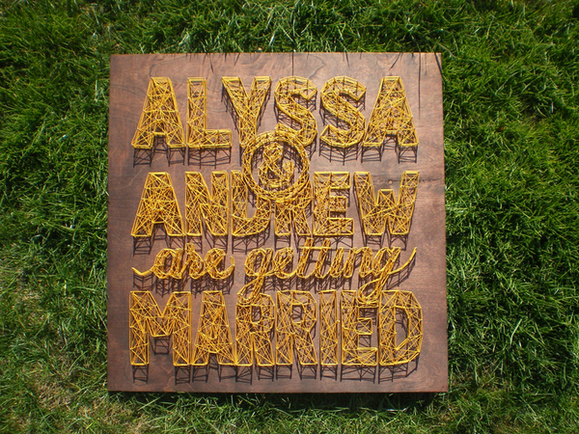 ALYSSA
&
ANDREW
are getting
MARRIED